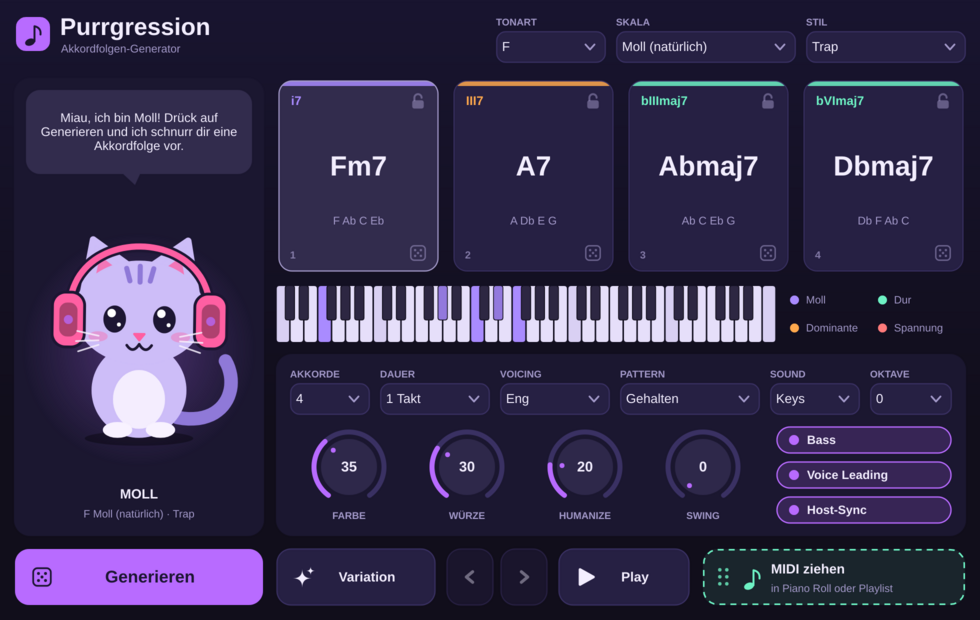 Purrgression
Akkordfolgen-Generator
TONART
SKALA
STIL
F
Moll (natürlich)
Trap
Miau, ich bin Moll! Drück auf
Generieren und ich schnurr dir eine
Akkordfolge vor.
MOLL
F Moll (natürlich) · Trap
i7
Fm7
F Ab C Eb
1
III7
A7
A Db E G
2
bIIImaj7
Abmaj7
Ab C Eb G
3
bVImaj7
Dbmaj7
Db F Ab C
4
Moll
Dur
Dominante
Spannung
AKKORDE
DAUER
VOICING
PATTERN
SOUND
OKTAVE
4
1 Takt
Eng
Gehalten
Keys
0
35
30
20
0
FARBE
WÜRZE
HUMANIZE
SWING
Bass
Voice Leading
Host-Sync
Generieren
Variation
Play
MIDI ziehen
in Piano Roll oder Playlist